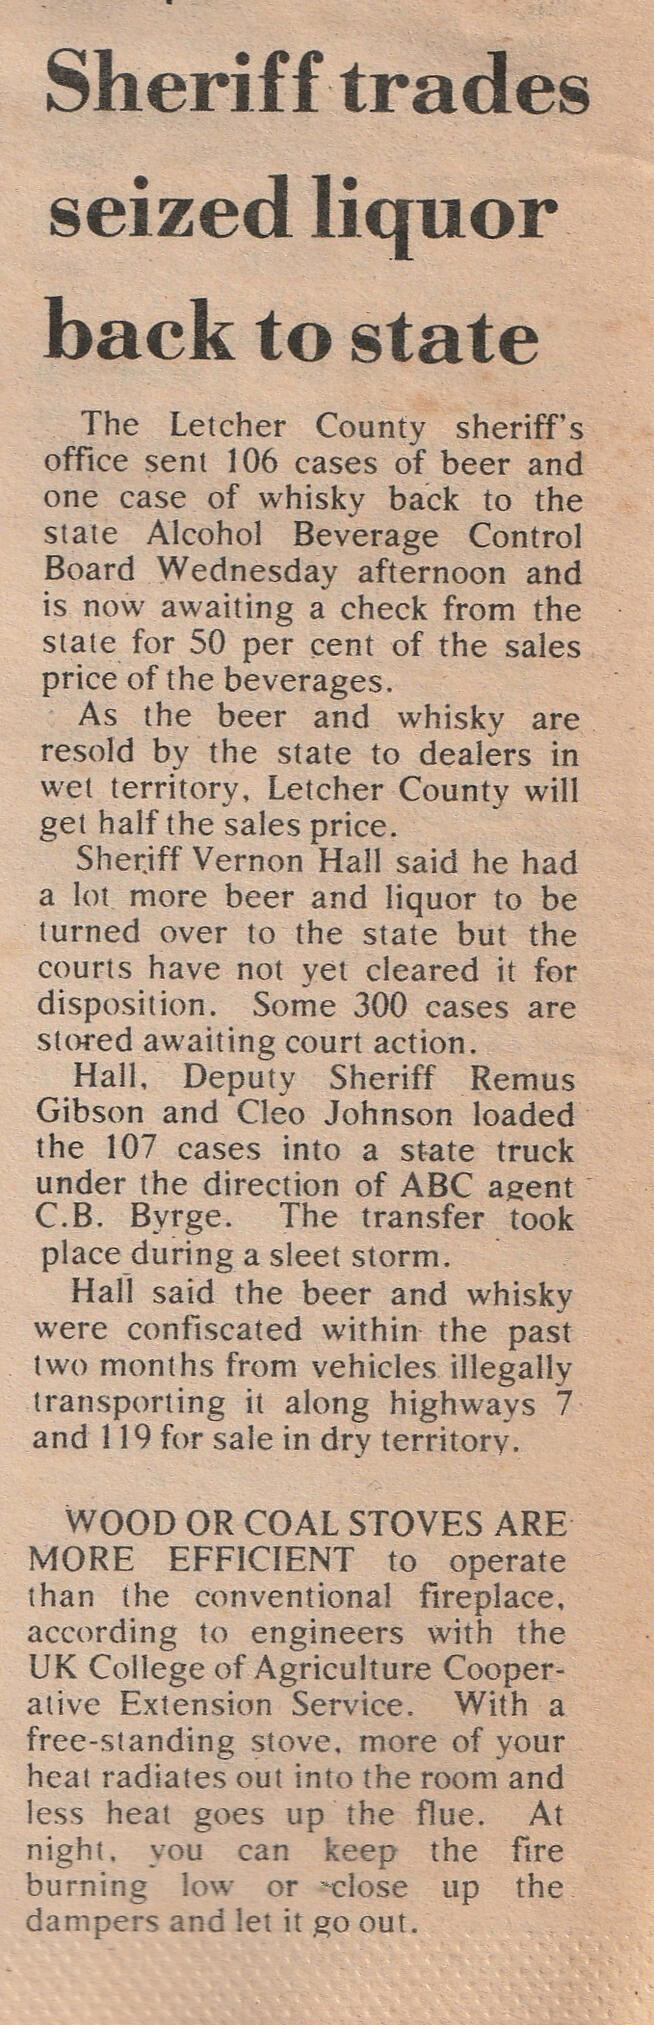 Sheriff trades
seized liquor
back to state
The Letcher County sheriff's
office sent 106 cases of beer and
one case of whisky back to the
state Alcohol Beverage Control
Board Wednesday afternoon and
is now awaiting a check from the
state for 50 per cent of the sales
price of the beverages.
As the beer and whisky are
resold by the state to dealers in
wet territory, Letcher County will
get half the sales price.
Sheriff Vernon Hall said he had
a lot more beer and liquor to be
turned over to the state but the
courts have not yet cleared it for
disposition. Some 300 cases are
stored awaiting court action.
Hall, Deputy Sheriff Remus
Gibson and Cleo Johnson loaded
the 107 cases into a state truck
under the direction of ABC agent
C.B. Byrge. The transfer took
place during a sleet storm.
Hall said the beer and whisky
were confiscated within the past
two months from vehicles illegally
transporting it along highways 7
and 119 for sale in dry territory.
WOOD OR COAL STOVES ARE
MORE EFFICIENT to operate
than the conventional fireplace,
according to engineers with the
UK College of Agriculture Cooper-
ative Extension Service. With a
free-standing stove, more of your
heat radiates out into the room and
less heat goes up the flue. At
night, you can keep the fire
burning low or close up the
dampers and let it go out.